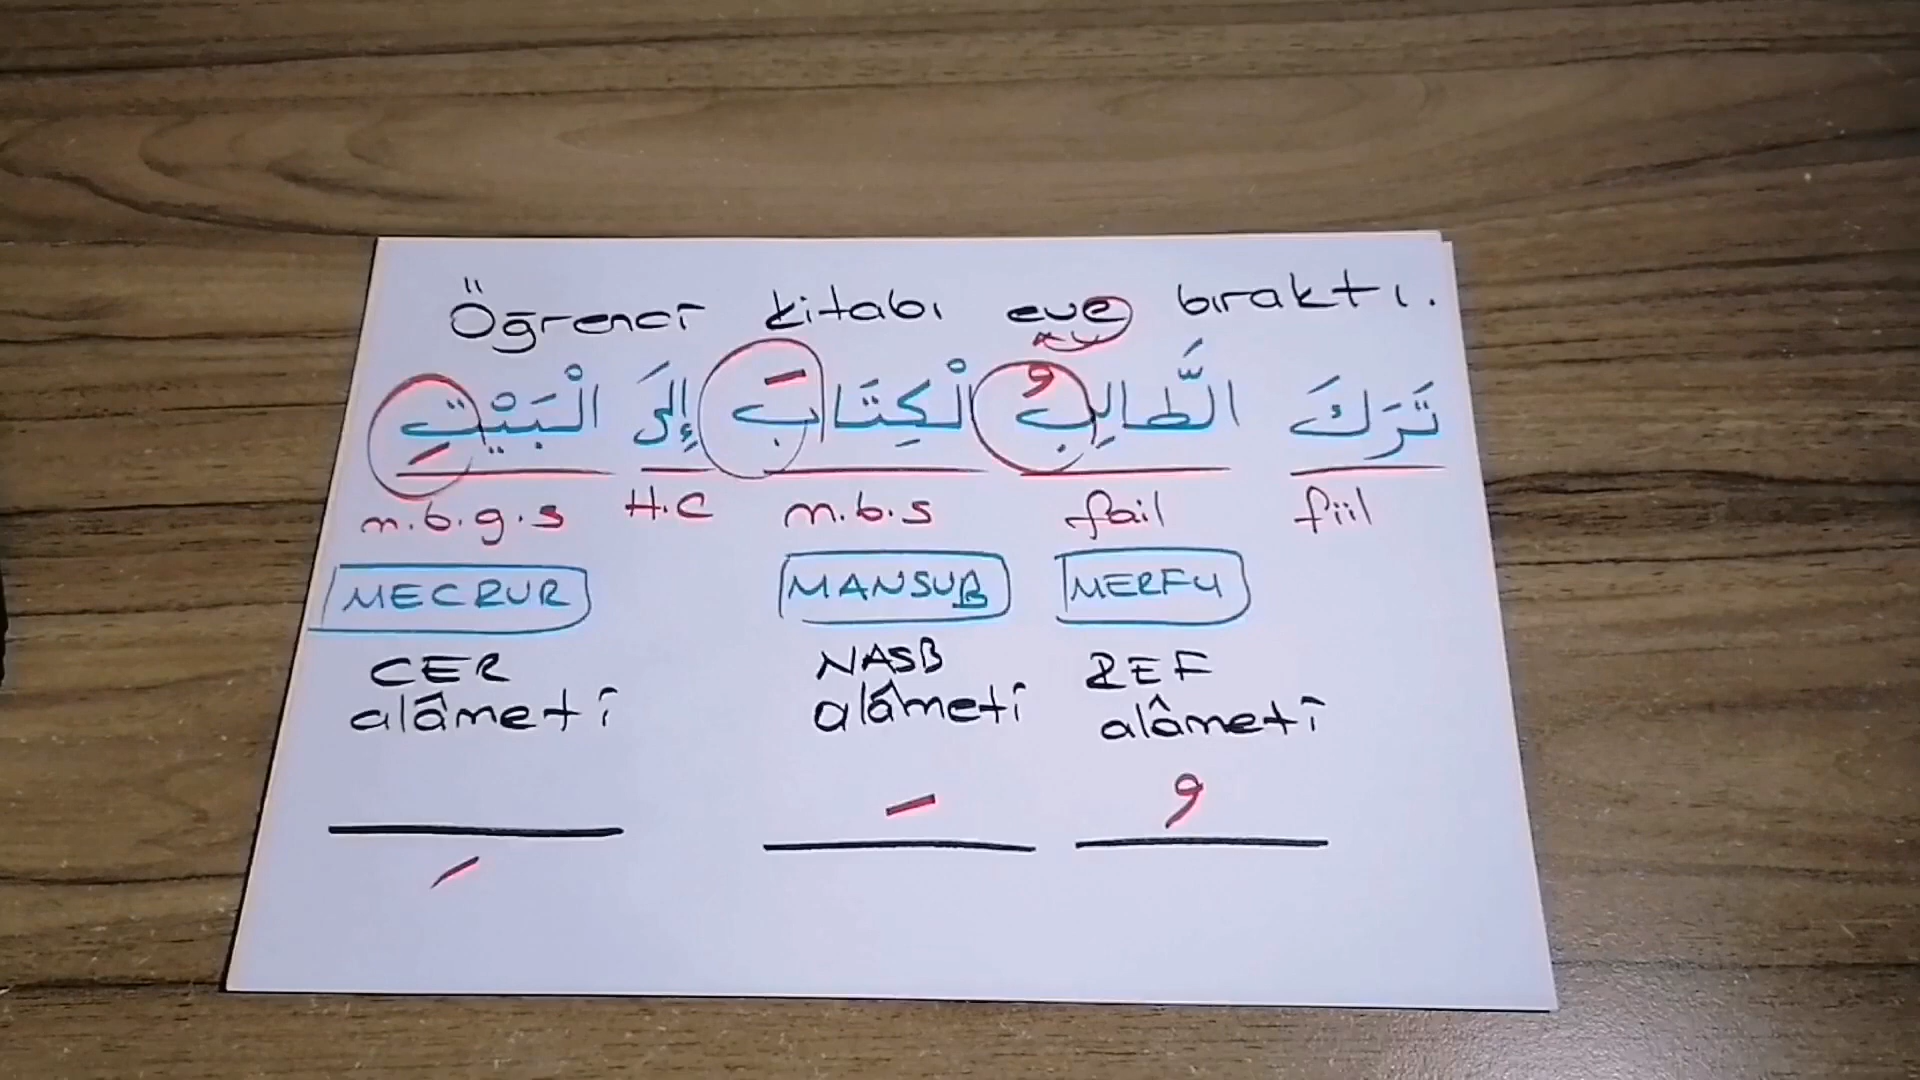 Öğrenci kitabı eve bıraktı.
تَرَكَ الطَّالِبُ الْكِتَابَ إِلَى الْبَيْتِ
m.b.g.s H.C m.b.s fail fiil
MECRUR MANSUB MERFU
CER NASB REF
alâmeti alâmeti alâmeti